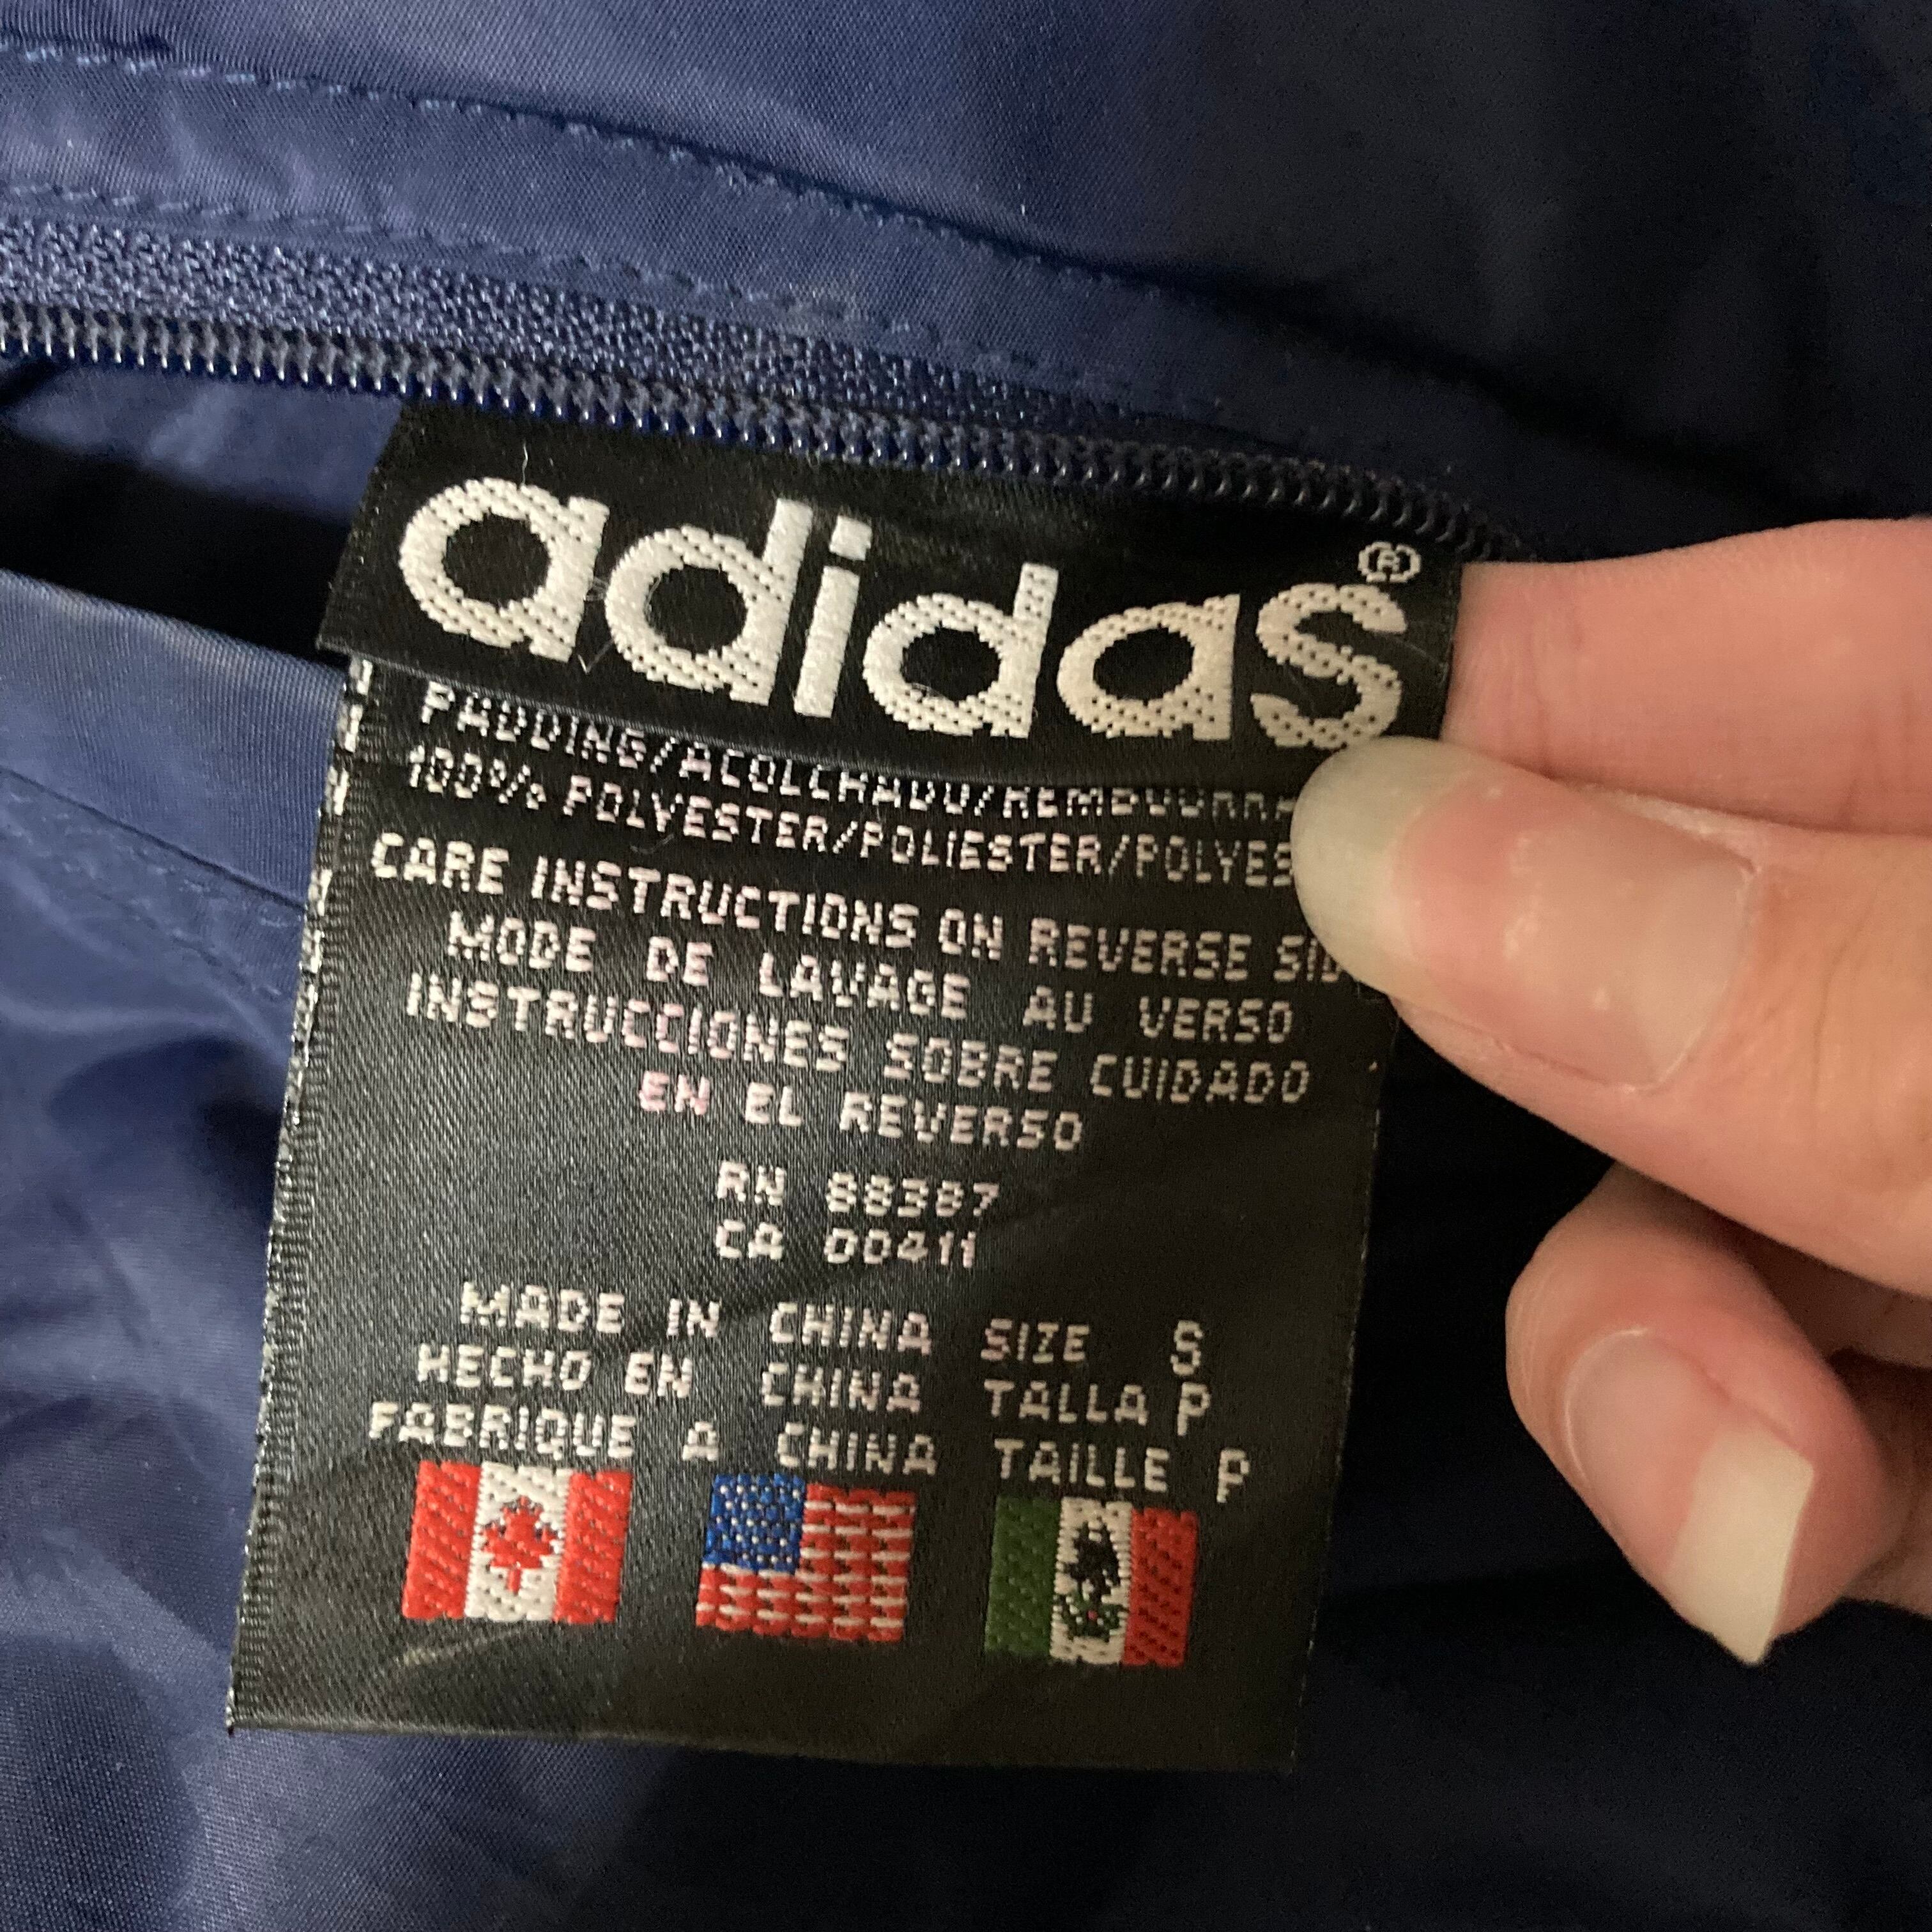 adidas®
PADDING/ACOLCHADO/REMBOURRA
100% POLYESTER/POLIESTER/POLYES
CARE INSTRUCTIONS ON REVERSE SID
MODE DE LAVAGE AU VERSO
INSTRUCCIONES SOBRE CUIDADO
EN EL REVERSO
RN 88387
CA 00411
MADE IN CHINA SIZE S
HECHO EN CHINA TALLA P
FABRIQUE A CHINA TAILLE P